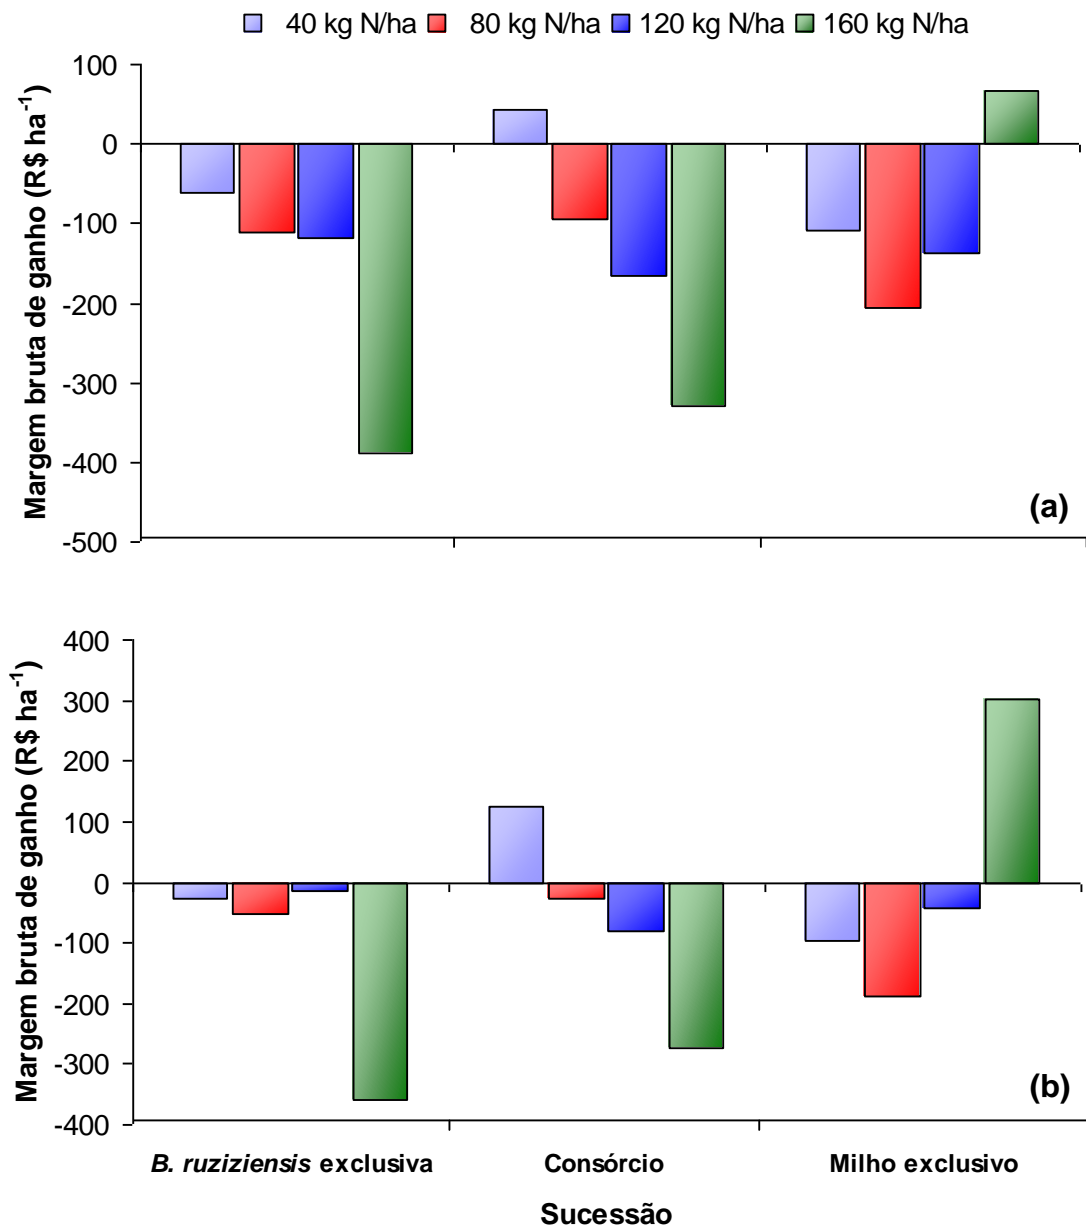 40 kg N/ha 80 kg N/ha 120 kg N/ha 160 kg N/ha
Margem bruta de ganho (R$ ha⁻¹)
100
0
-100
-200
-300
-400
-500
(a)
Margem bruta de ganho (R$ ha⁻¹)
400
300
200
100
0
-100
-200
-300
-400
(b)
B. ruziziensis exclusiva Consórcio Milho exclusivo
Sucessão